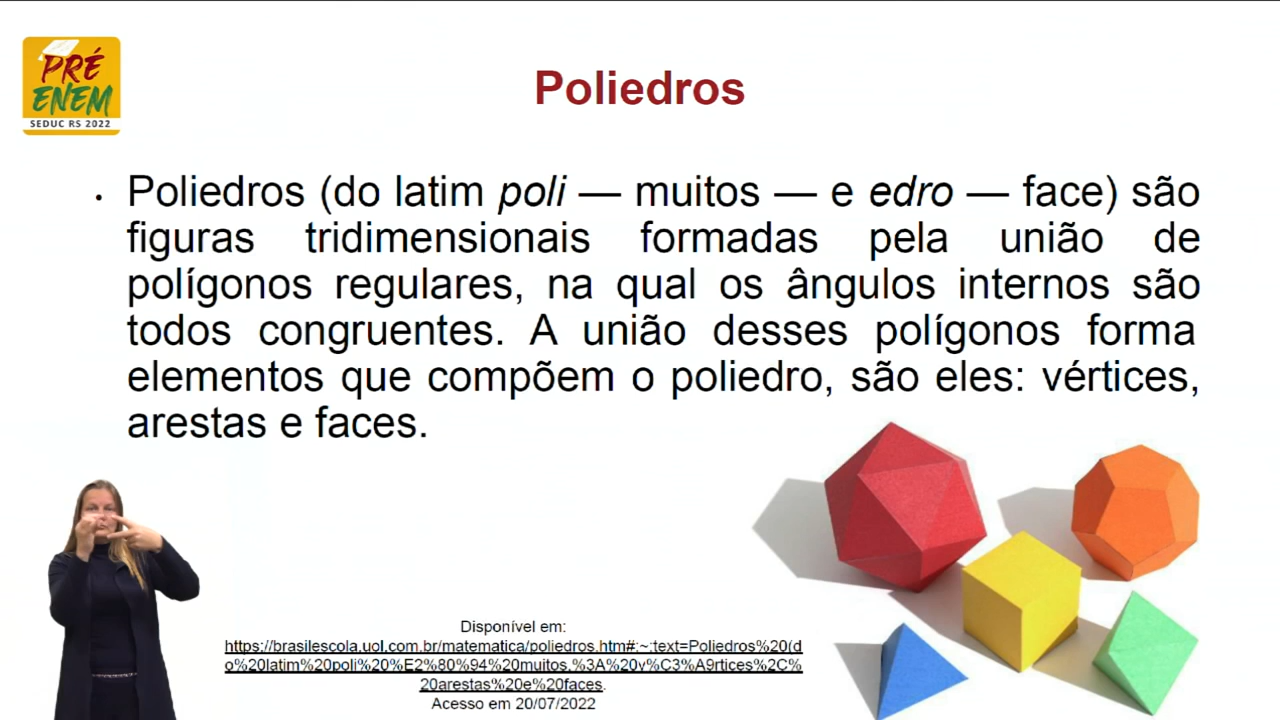 PRÉ
ENEM
SEDUC RS 2022
Poliedros
• Poliedros (do latim poli — muitos — e edro — face) são
figuras tridimensionais formadas pela união de
polígonos regulares, na qual os ângulos internos são
todos congruentes. A união desses polígonos forma
elementos que compõem o poliedro, são eles: vértices,
arestas e faces.
Disponível em:
https://brasilescola.uol.com.br/matematica/poliedros.htm#:~:text=Poliedros%20(d
o%20latim%20poli%20%E2%80%94%20muitos,%3A%20v%C3%A9rtices%2C%
20arestas%20e%20faces.
Acesso em 20/07/2022